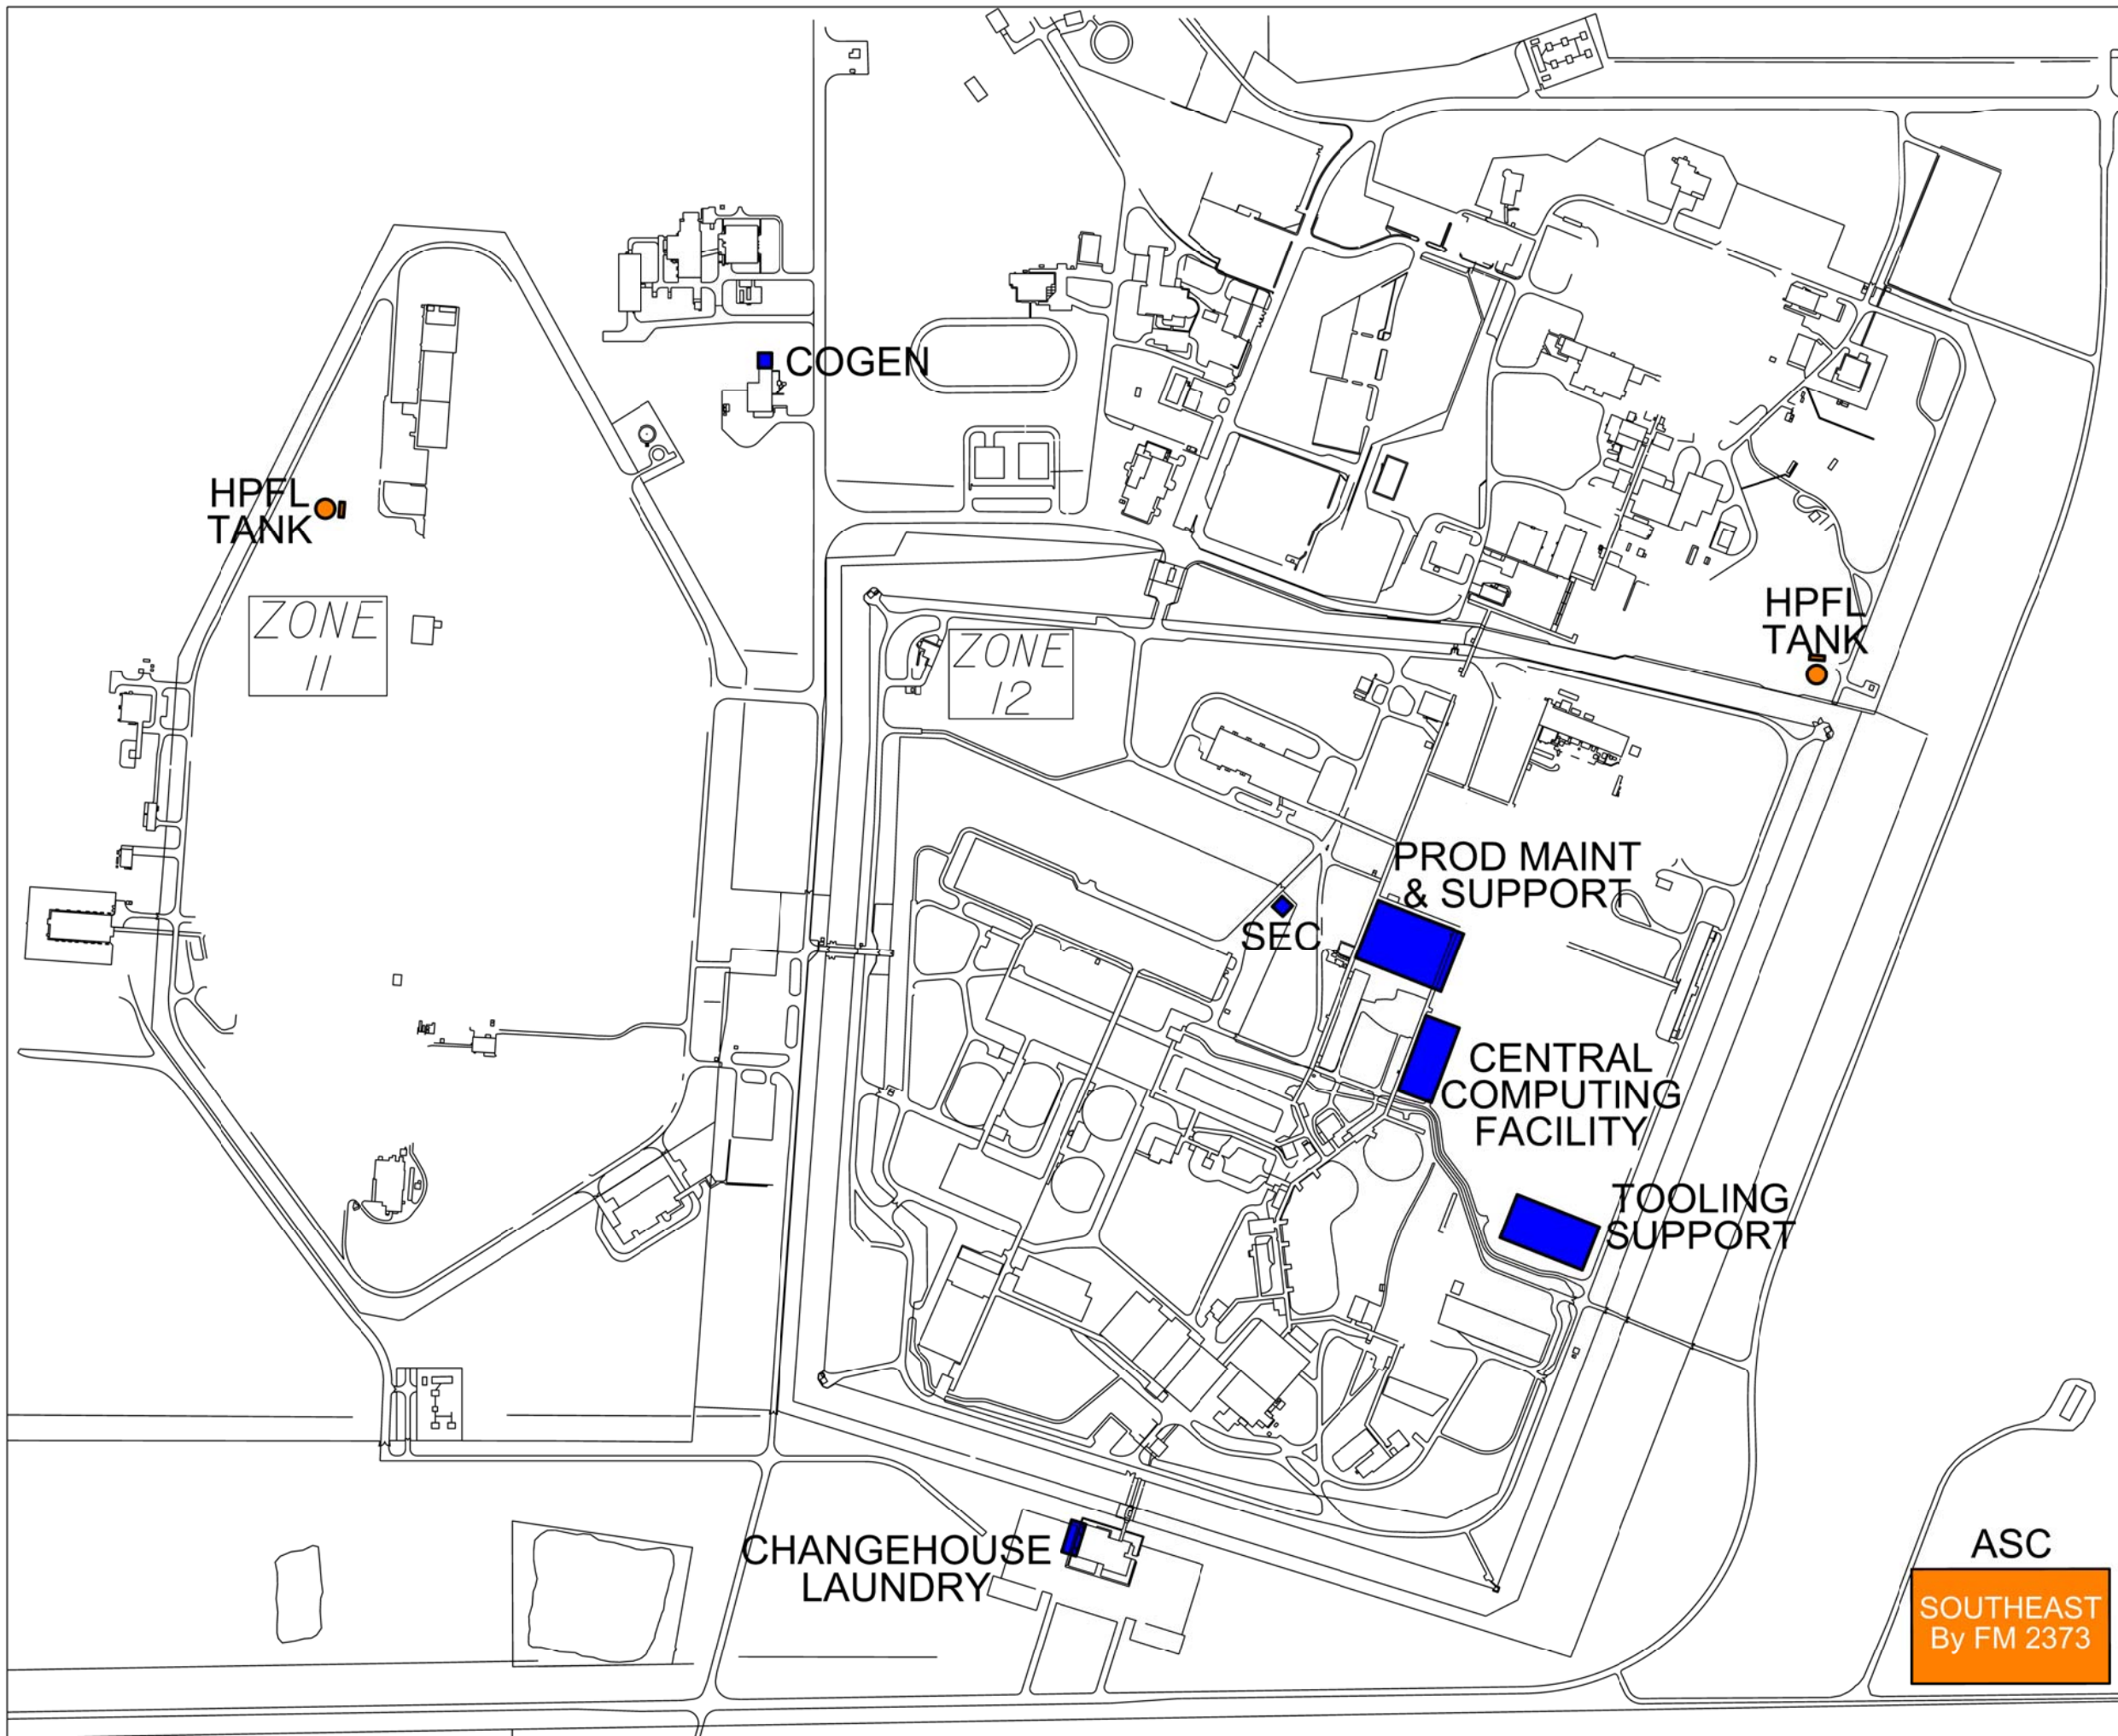 COGEN
HPFL
TANK
ZONE
11
HPFL
TANK
ZONE
12
PROD MAINT
& SUPPORT
SEC
CENTRAL
COMPUTING
FACILITY
TOOLING
SUPPORT
CHANGEHOUSE
LAUNDRY
ASC
SOUTHEAST
By FM 2373